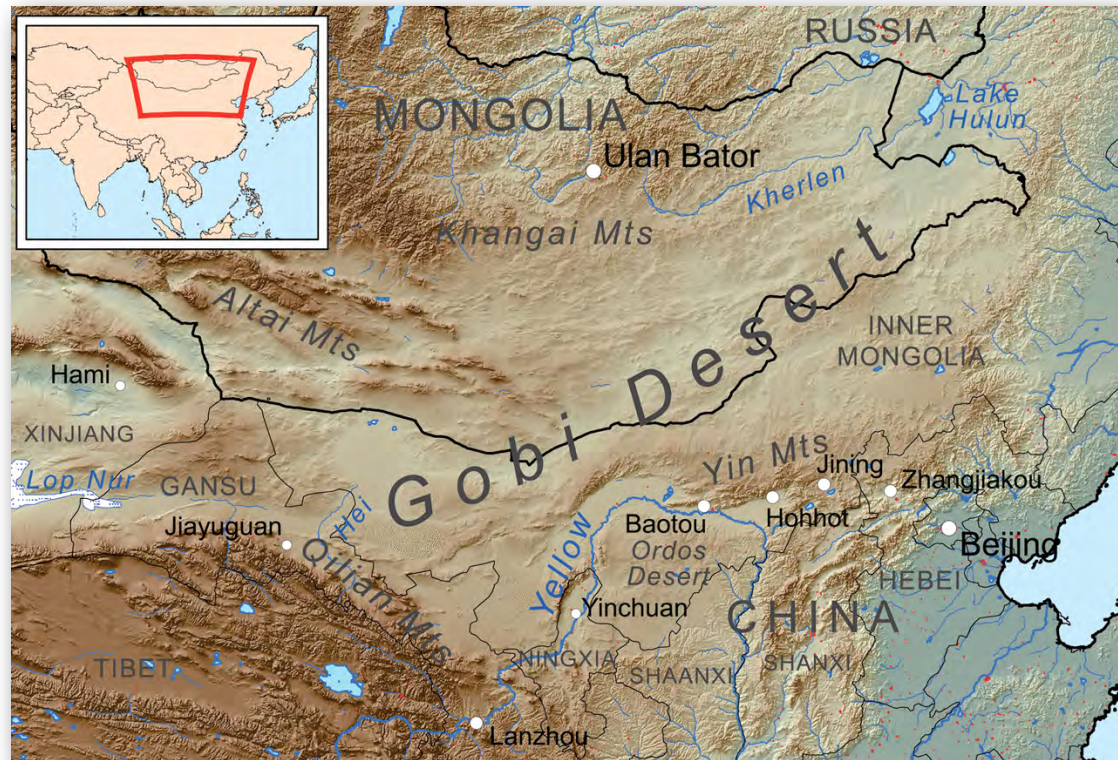 RUSSIA
MONGOLIA
Lake
Hulun
Ulan Bator
Kherlen
Khangai Mts
Altai Mts
Gobi Desert
INNER
MONGOLIA
Hami
XINJIANG
Lop Nur
GANSU
Hei
Jiayuguan
Qilian Mts
Yin Mts
Jining
Zhangjiakou
Baotou
Hohhot
Yellow
Ordos
Desert
Beijing
HEBEI
Yinchuan
CHINA
NINGXIA
SHAANXI
SHANXI
TIBET
Lanzhou